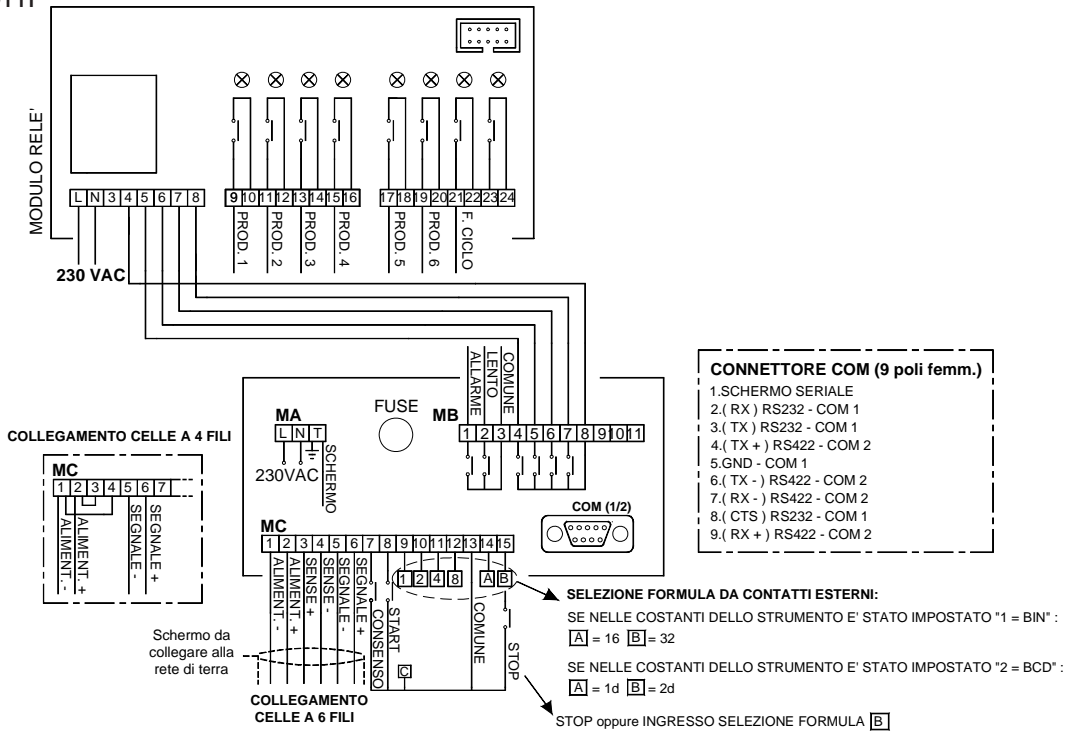 MODULO RELE'
L N 3 4 5 6 7 8
9 10 11 12 13 14 15 16
17 18 19 20 21 22 23 24
PROD. 1
PROD. 2
PROD. 3
PROD. 4
PROD. 5
PROD. 6
F. CICLO
230 VAC
ALLARME
LENTO
COMUNE
MA
L N T
230VAC
SCHERMO
FUSE
MB
1 2 3 4 5 6 7 8 9 10 11
COM (1/2)
CONNETTORE COM (9 poli femm.)
1.SCHERMO SERIALE
2.( RX ) RS232 - COM 1
3.( TX ) RS232 - COM 1
4.( TX + ) RS422 - COM 2
5.GND - COM 1
6.( TX - ) RS422 - COM 2
7.( RX - ) RS422 - COM 2
8.( CTS ) RS232 - COM 1
9.( RX + ) RS422 - COM 2
COLLEGAMENTO CELLE A 4 FILI
MC
1 2 3 4 5 6 7
ALIMENT. -
ALIMENT. +
SEGNALE -
SEGNALE +
MC
1 2 3 4 5 6 7 8 9 10 11 12 13 14 15
ALIMENT. -
ALIMENT. +
SENSE +
SENSE -
SEGNALE -
SEGNALE +
CONSENSO
START
C
1 2 4 8 A B
COMUNE
STOP
Schermo da
collegare alla
rete di terra
COLLEGAMENTO
CELLE A 6 FILI
SELEZIONE FORMULA DA CONTATTI ESTERNI:
SE NELLE COSTANTI DELLO STRUMENTO E' STATO IMPOSTATO "1 = BIN" :
A = 16 B = 32
SE NELLE COSTANTI DELLO STRUMENTO E' STATO IMPOSTATO "2 = BCD" :
A = 1d B = 2d
STOP oppure INGRESSO SELEZIONE FORMULA B